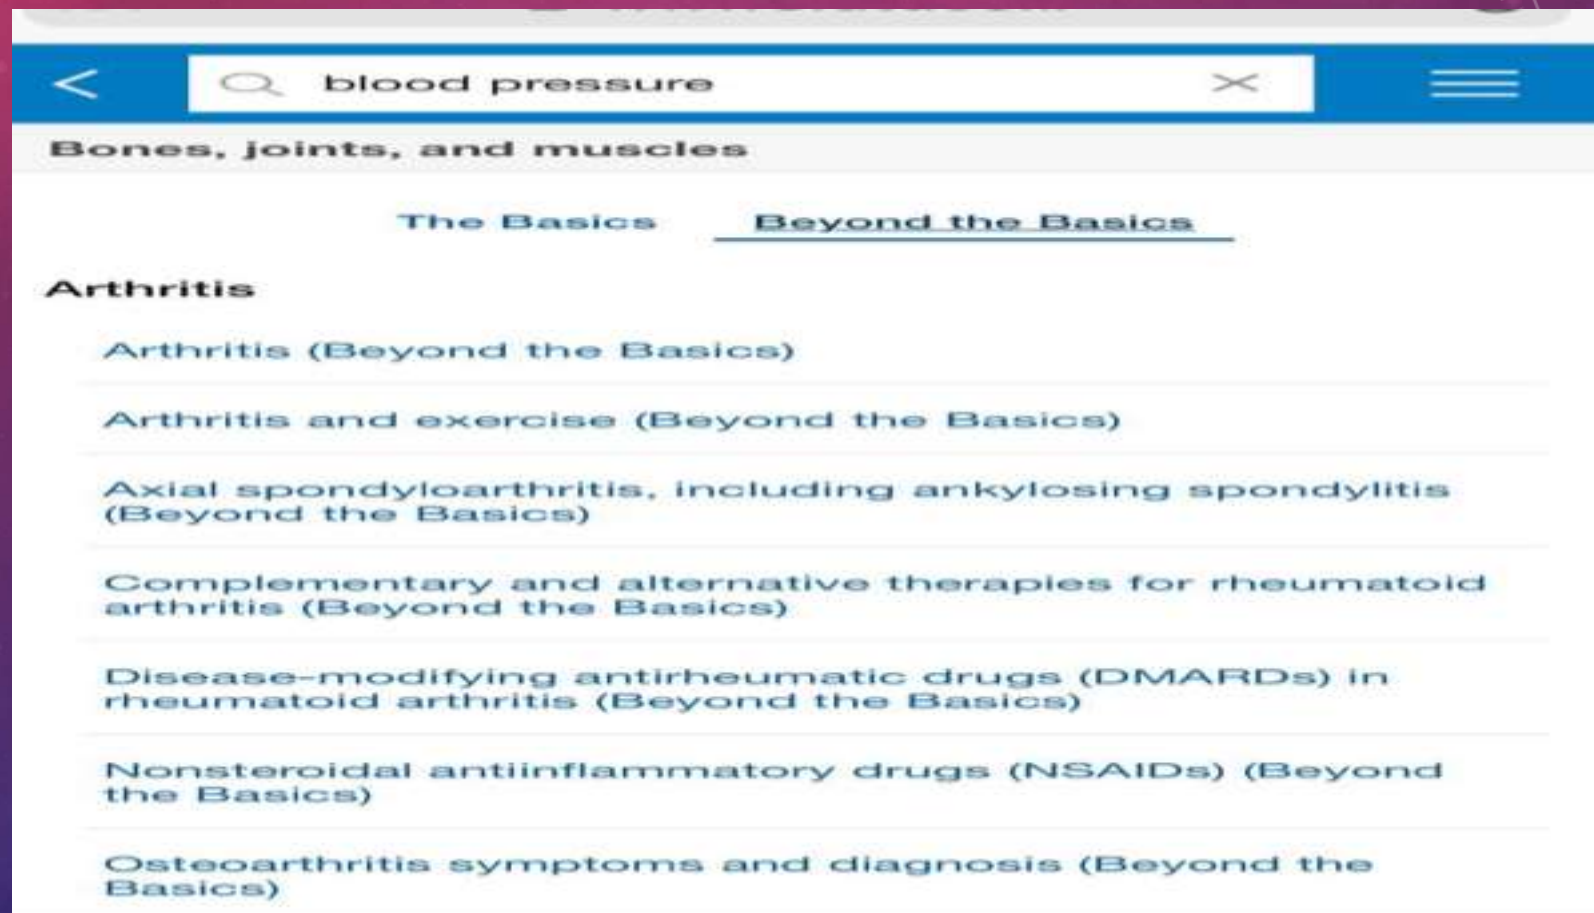 blood pressure
Bones, joints, and muscles
The Basics
Beyond the Basics
Arthritis
Arthritis (Beyond the Basics)
Arthritis and exercise (Beyond the Basics)
Axial spondyloarthritis, including ankylosing spondylitis
(Beyond the Basics)
Complementary and alternative therapies for rheumatoid
arthritis (Beyond the Basics)
Disease-modifying antirheumatic drugs (DMARDs) in
rheumatoid arthritis (Beyond the Basics)
Nonsteroidal antiinflammatory drugs (NSAIDs) (Beyond
the Basics)
Osteoarthritis symptoms and diagnosis (Beyond the
Basics)